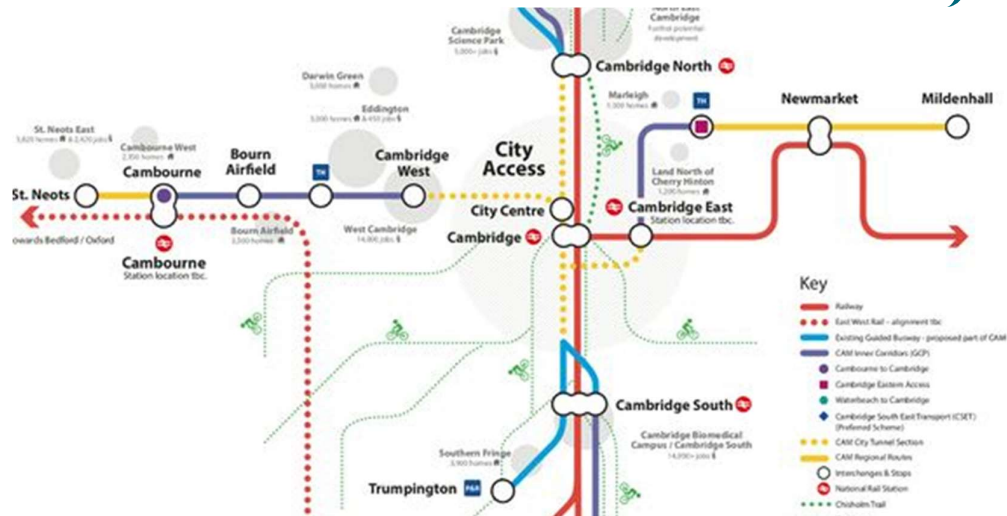 North East
Cambridge
Further potential
development
Cambridge
Science Park
5,000+ jobs
Cambridge North
Darwin Green
3,000 homes
Marleigh
1,300 homes
TH
Newmarket
Mildenhall
Eddington
3,000 homes & 450 jobs
St. Neots East
Cambourne West
2,350 homes
Bourn
Airfield
TH
Cambridge
West
City
Access
Land North of
Cherry Hinton
1,200 homes
Cambourne
St. Neots
City Centre
Cambridge East
Station location tbc.
Cambridge
owards Bedford / Oxford
Bourn Airfield
3,500 homes
West Cambridge
14,000 jobs
Cambourne
Station location tbc.
Key
Railway
East West Rail - alignment tbc
Existing Guided Busway - proposed part of CAM
CAM Inner Corridors (GCP)
Cambourne to Cambridge
Cambridge Eastern Access
Waterbeach to Cambridge
Cambridge South East Transport (CSET)
(Preferred Scheme)
CAM City Tunnel Section
CAM Regional Routes
Interchanges & Stops
National Rail Station
Chisholm Trail
Cambridge South
Cambridge Biomedical
Campus / Cambridge South
14,000+ jobs
Southern Fringe
3,900 homes
Trumpington
P&R